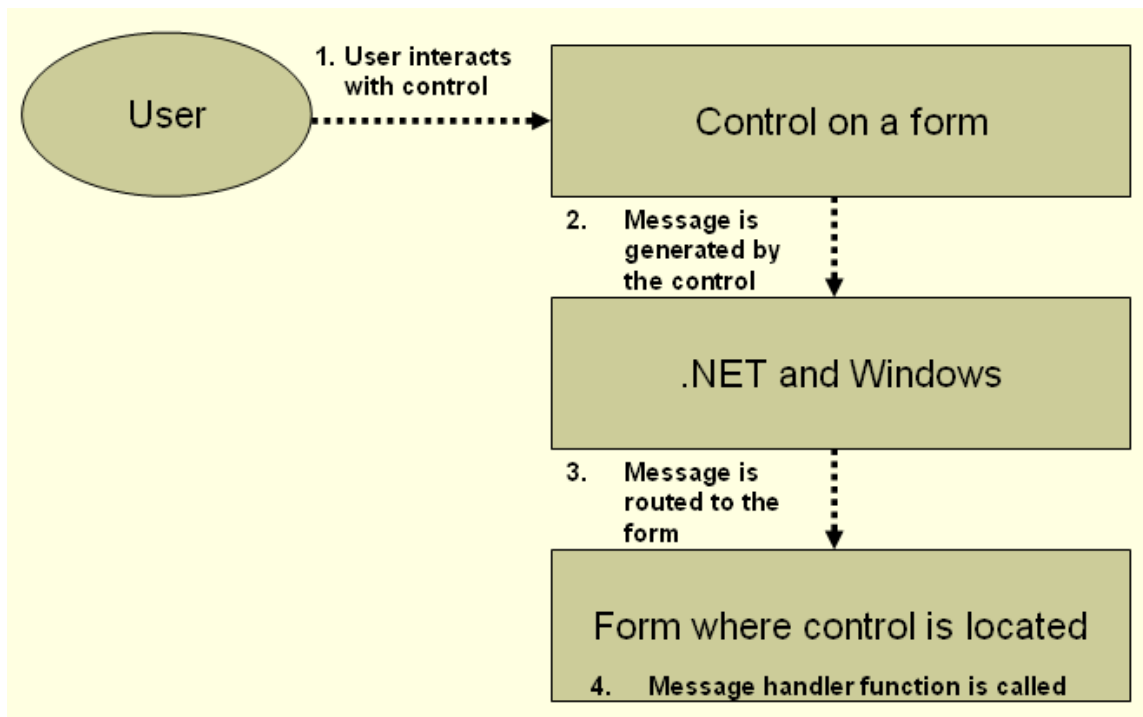 User
1. User interacts
with control
Control on a form
2. Message is
generated by
the control
.NET and Windows
3. Message is
routed to the
form
Form where control is located
4. Message handler function is called